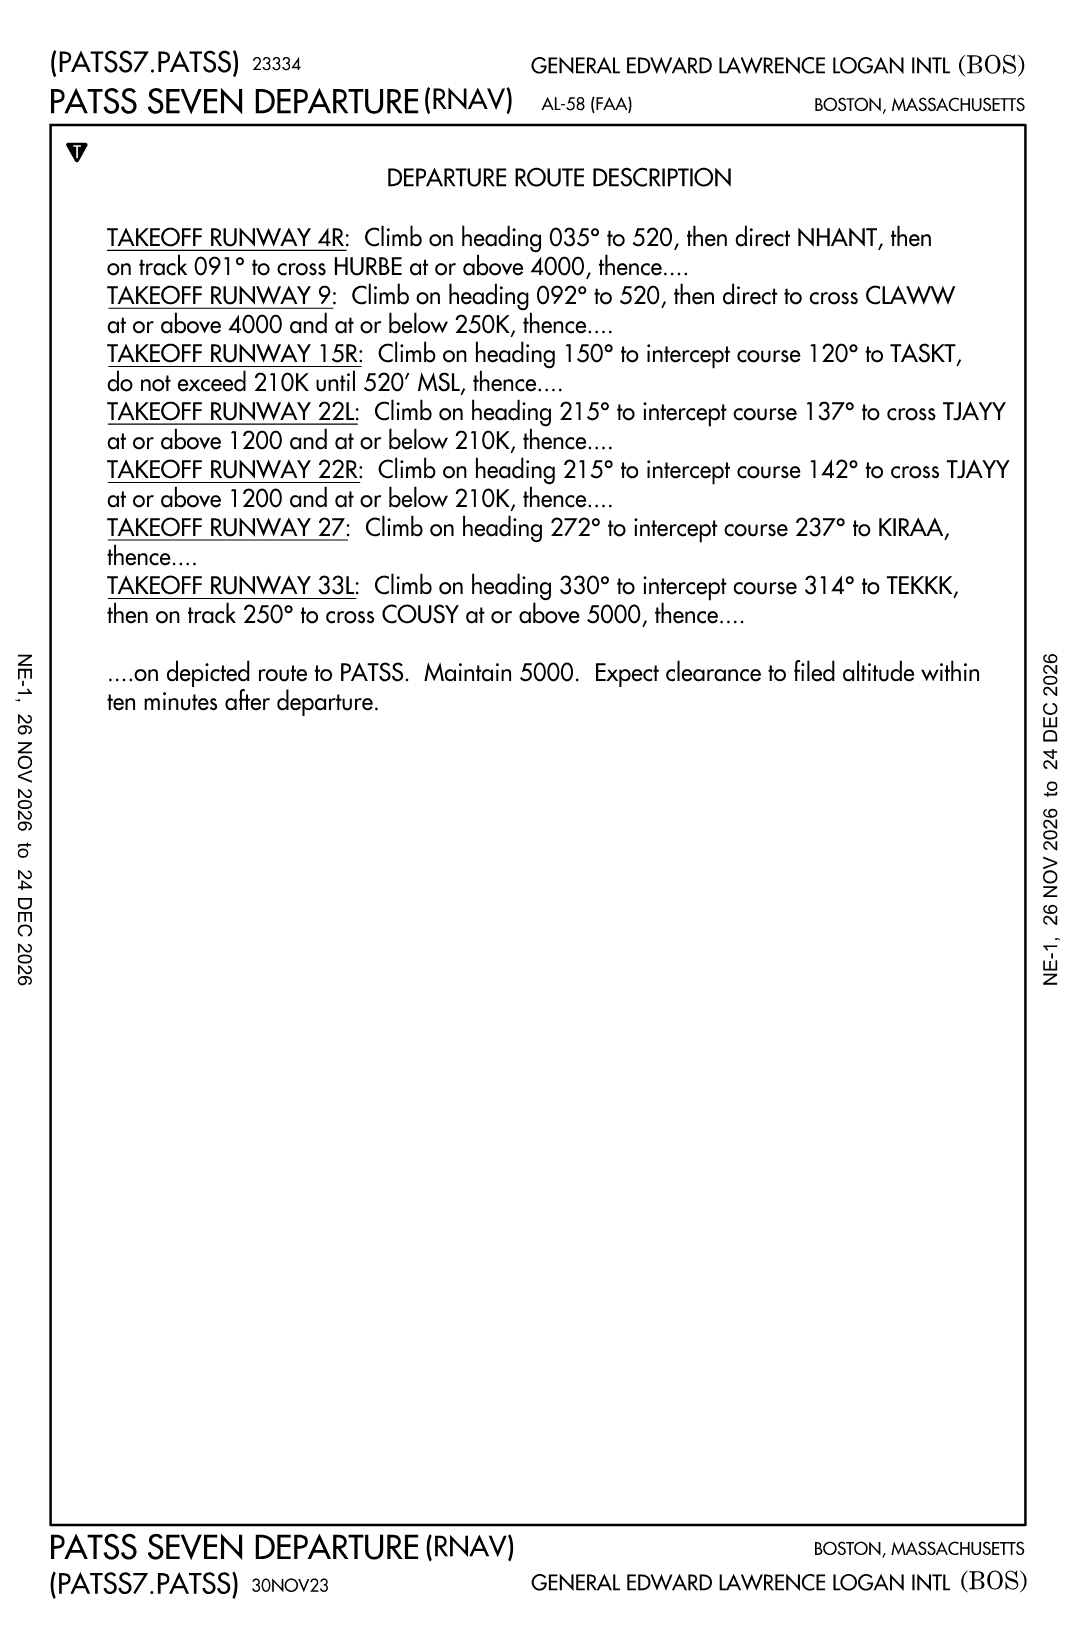 (PATSS7.PATSS) 23334 GENERAL EDWARD LAWRENCE LOGAN INTL (BOS)
PATSS SEVEN DEPARTURE (RNAV) AL-58 (FAA) BOSTON, MASSACHUSETTS
T
DEPARTURE ROUTE DESCRIPTION
TAKEOFF RUNWAY 4R: Climb on heading 035° to 520, then direct NHANT, then
on track 091° to cross HURBE at or above 4000, thence....
TAKEOFF RUNWAY 9: Climb on heading 092° to 520, then direct to cross CLAWW
at or above 4000 and at or below 250K, thence....
TAKEOFF RUNWAY 15R: Climb on heading 150° to intercept course 120° to TASKT,
do not exceed 210K until 520′ MSL, thence....
TAKEOFF RUNWAY 22L: Climb on heading 215° to intercept course 137° to cross TJAYY
at or above 1200 and at or below 210K, thence....
TAKEOFF RUNWAY 22R: Climb on heading 215° to intercept course 142° to cross TJAYY
at or above 1200 and at or below 210K, thence....
TAKEOFF RUNWAY 27: Climb on heading 272° to intercept course 237° to KIRAA,
thence....
TAKEOFF RUNWAY 33L: Climb on heading 330° to intercept course 314° to TEKKK,
then on track 250° to cross COUSY at or above 5000, thence....
....on depicted route to PATSS. Maintain 5000. Expect clearance to filed altitude within
ten minutes after departure.
NE-1, 26 NOV 2026 to 24 DEC 2026
NE-1, 26 NOV 2026 to 24 DEC 2026
PATSS SEVEN DEPARTURE (RNAV) BOSTON, MASSACHUSETTS
(PATSS7.PATSS) 30NOV23 GENERAL EDWARD LAWRENCE LOGAN INTL (BOS)